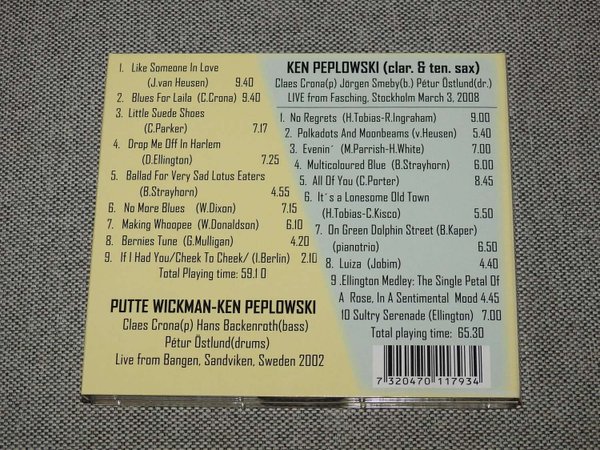 1. Like Someone In Love
(J.van Heusen) 9.40
2. Blues For Laila (C.Crona) 9.40
3. Little Suede Shoes
(C.Parker) 7.17
4. Drop Me Off In Harlem
(D.Ellington) 7.25
5. Ballad For Very Sad Lotus Eaters
(B.Strayhorn) 4.55
6. No More Blues (W.Dixon) 7.15
7. Making Whoopee (W.Donaldson) 6.10
8. Bernies Tune (G.Mulligan) 4.20
9. If I Had You/Cheek To Cheek/ (I.Berlin) 2.10
Total Playing time: 59.1 0
PUTTE WICKMAN-KEN PEPLOWSKI
Claes Crona(p) Hans Backenroth(bass)
Pétur Östlund(drums)
Live from Bangen, Sandviken, Sweden 2002
KEN PEPLOWSKI (clar. & ten. sax)
Claes Crona(p) Jörgen Smeby(b.) Pétur Östlund(dr.)
LIVE from Fasching, Stockholm March 3, 2008
1. No Regrets (H.Tobias-R.Ingraham) 9.00
2. Polkadots And Moonbeams (v.Heusen) 5.40
3. Evenin´ (M.Parrish-H.White) 7.00
4. Multicoloured Blue (B.Strayhorn) 6.00
5. All Of You (C.Porter) 8.45
6. It´s a Lonesome Old Town
(H.Tobias-C.Kisco) 5.50
7. On Green Dolphin Street (B.Kaper)
(pianotrio) 6.50
8. Luiza (Jobim) 4.40
9 .Ellington Medley: The Single Petal Of
A Rose, In A Sentimental Mood 4.45
10 Sultry Serenade (Ellington) 7.00
Total playing time: 65.30
7 320470 117934